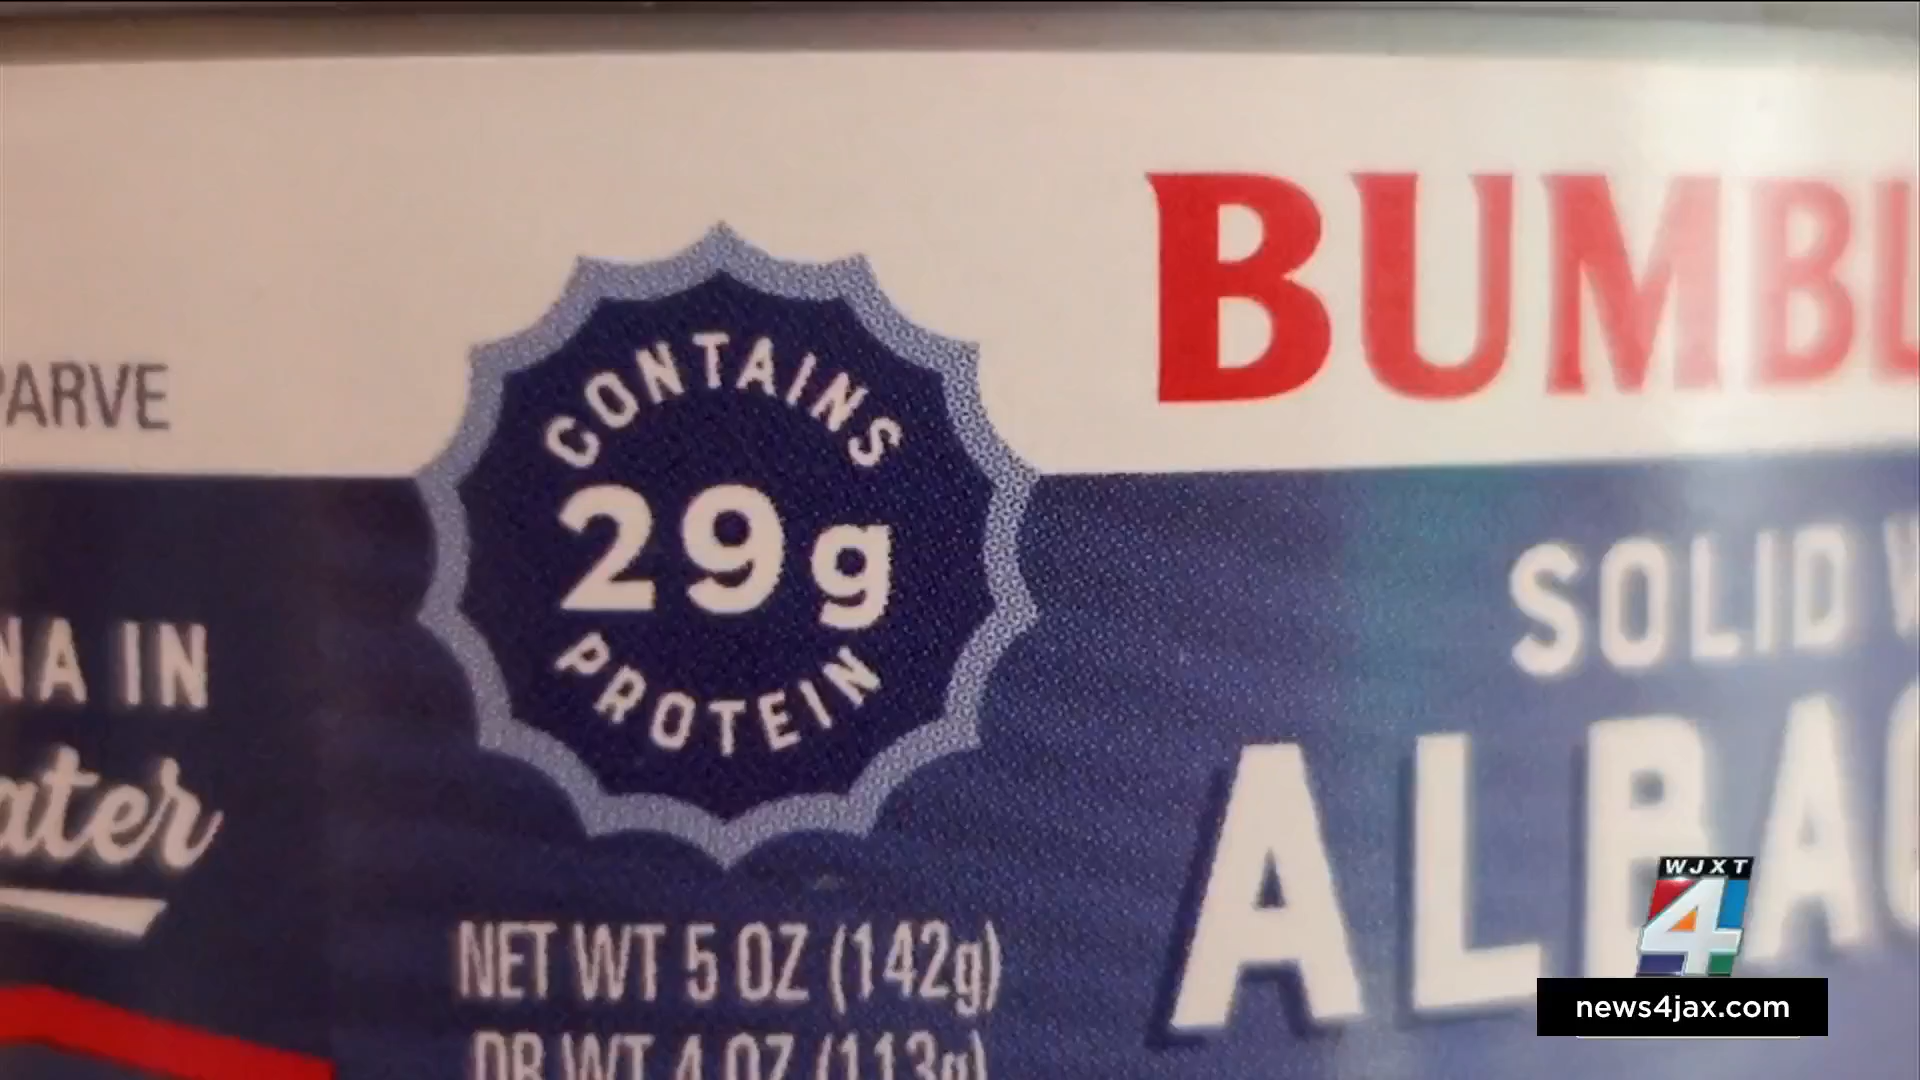 PARVE
NA IN
ater
CONTAINS
29g
PROTEIN
NET WT 5 OZ (142g)
DR WT 4 OZ (113g)
BUMBL
SOLID W
ALBAC
WJXT
4
news4jax.com